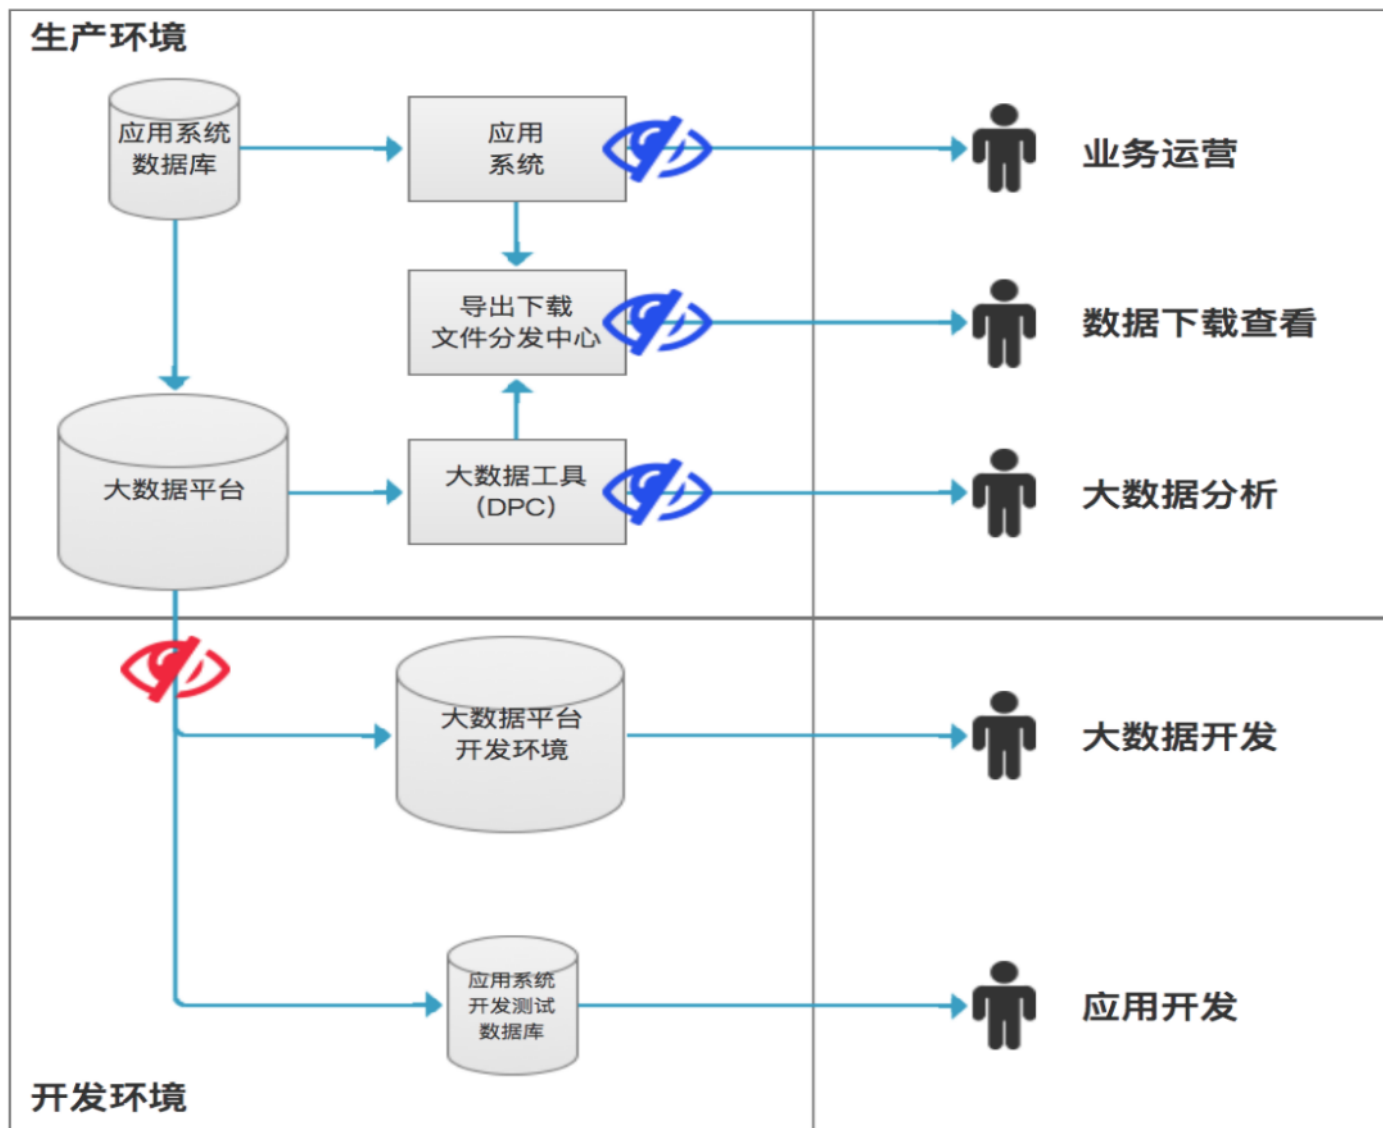 生产环境
应用系统
数据库
应用
系统
业务运营
导出下载
文件分发中心
数据下载查看
大数据平台
大数据工具
(DPC)
大数据分析
大数据平台
开发环境
大数据开发
应用系统
开发测试
数据库
应用开发
开发环境